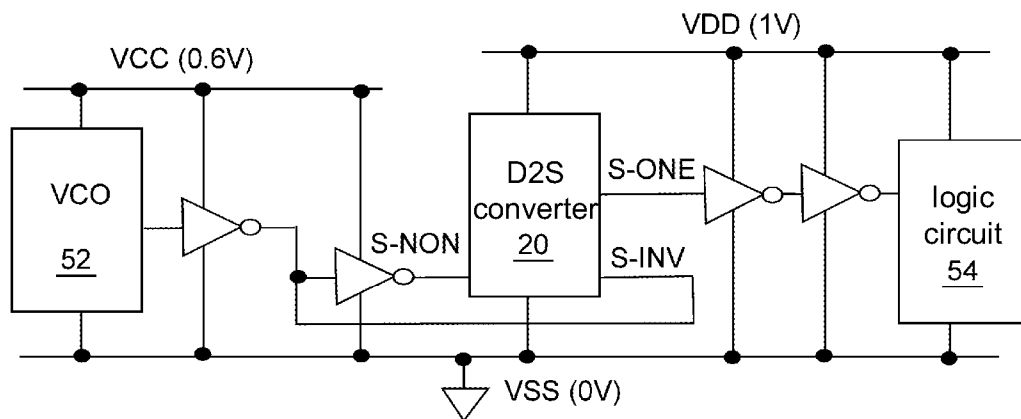 VDD (1V)
VCC (0.6V)
VCO
52
S-NON
D2S
converter
20
S-ONE
S-INV
logic
circuit
54
VSS (0V)